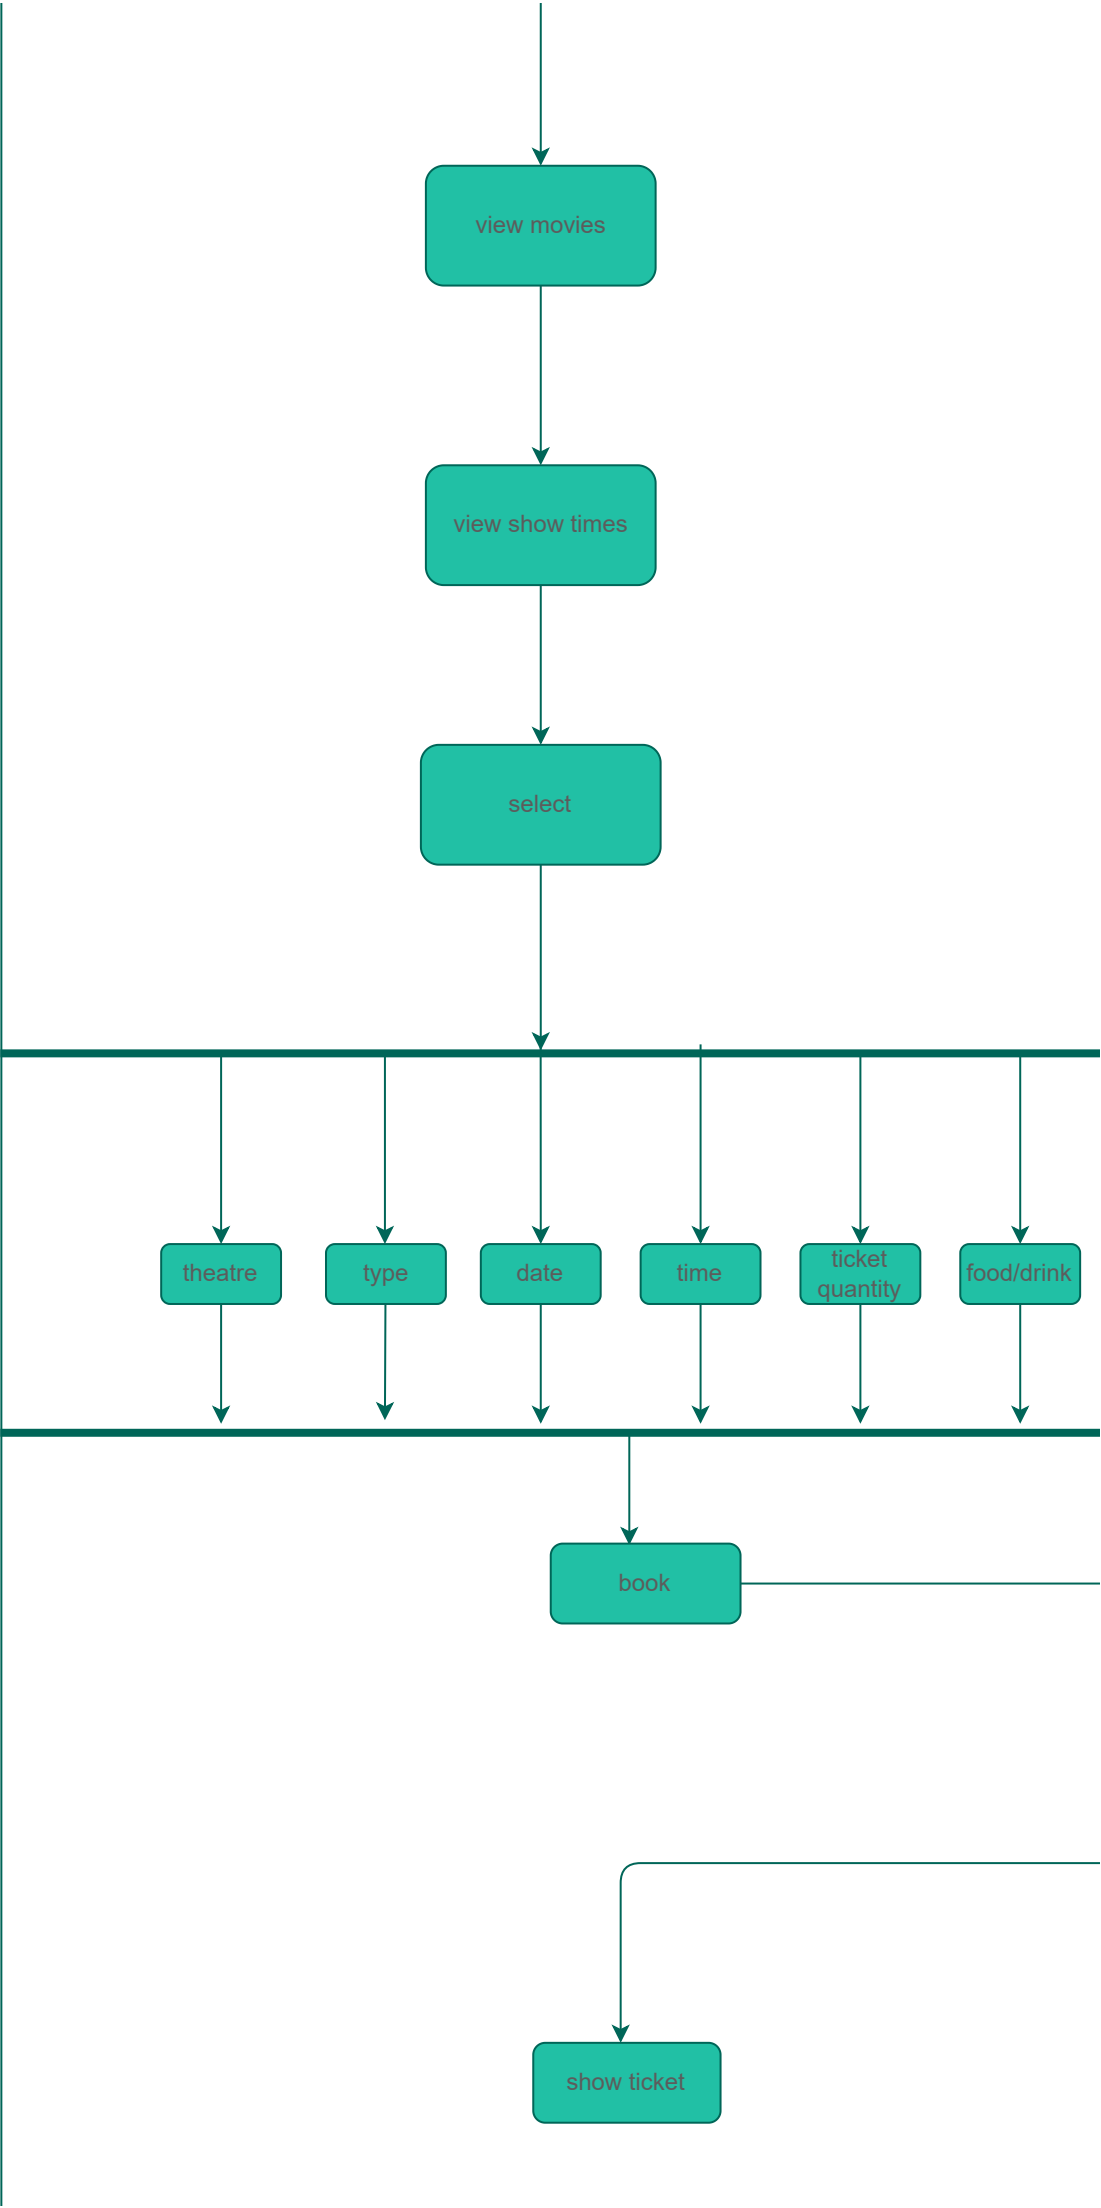 view movies
view show times
select
theatre
type
date
time
ticket
quantity
food/drink
book
show ticket